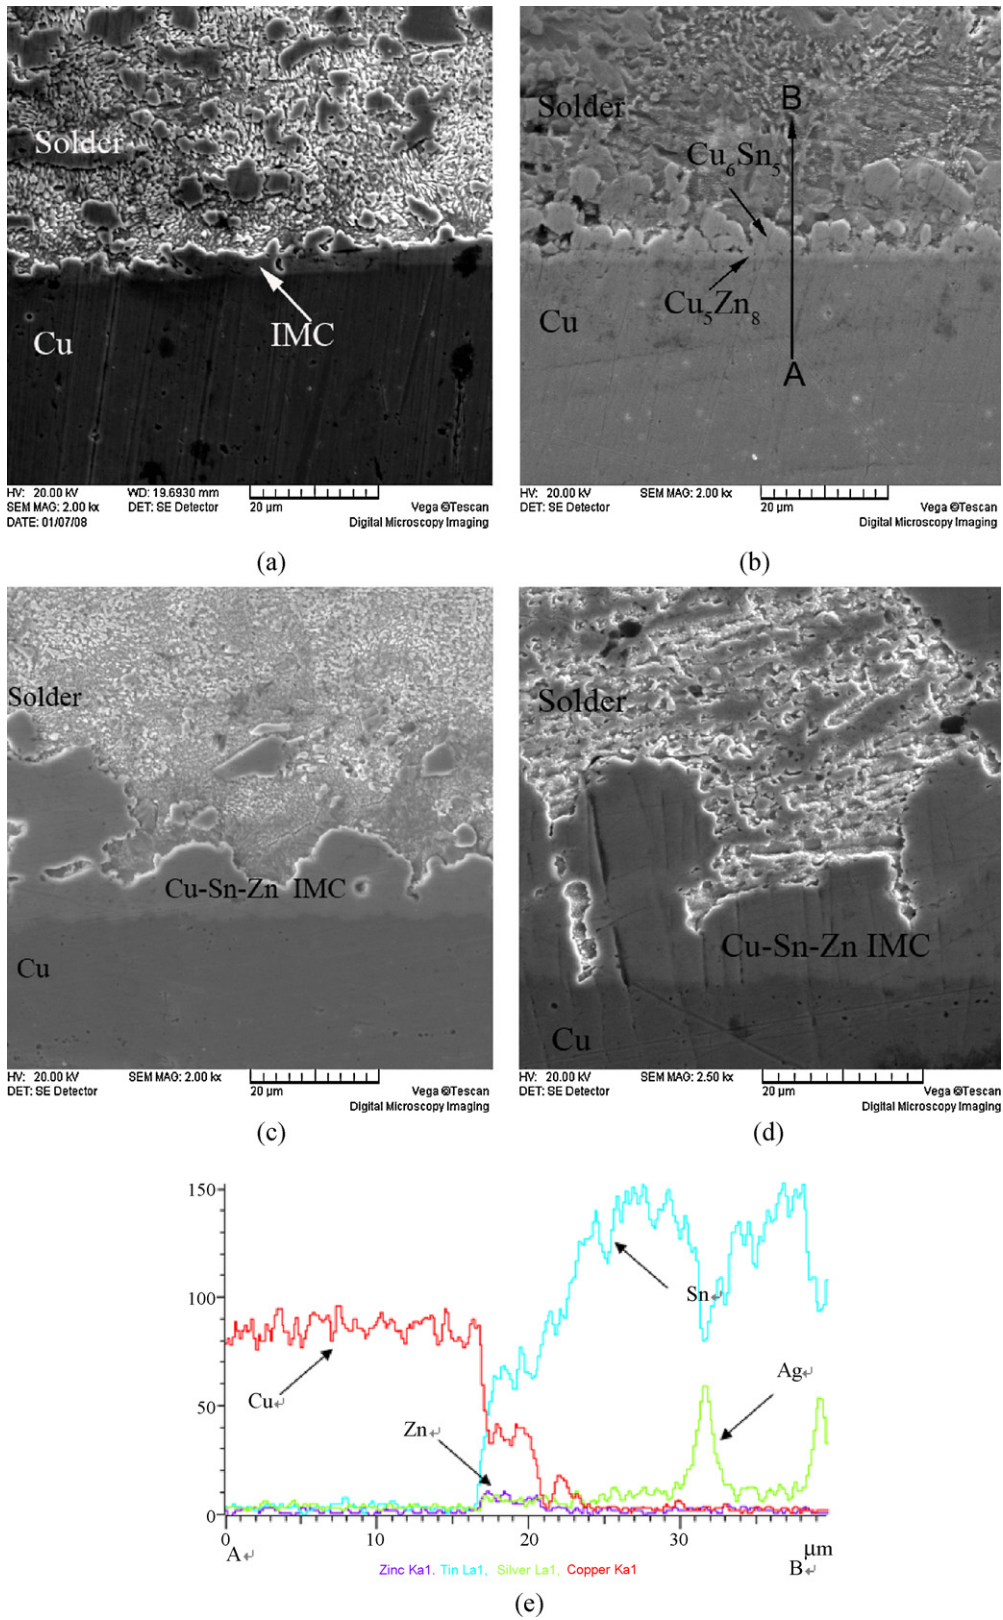 Solder
IMC
Cu
HV: 20.00 kV WD: 19.6930 mm
SEM MAG: 2.00 kx DET: SE Detector 20 µm Vega ©Tescan
DATE: 01/07/08 Digital Microscopy Imaging
(a)
B
Solder
Cu6Sn5
Cu5Zn8
Cu
A
HV: 20.00 kV SEM MAG: 2.00 kx
DET: SE Detector 20 µm Vega ©Tescan
Digital Microscopy Imaging
(b)
Solder
Cu-Sn-Zn IMC
Cu
HV: 20.00 kV SEM MAG: 2.00 kx
DET: SE Detector 20 µm Vega ©Tescan
Digital Microscopy Imaging
(c)
Solder
Cu-Sn-Zn IMC
Cu
HV: 20.00 kV SEM MAG: 2.50 kx
DET: SE Detector 20 µm Vega ©Tescan
Digital Microscopy Imaging
(d)
150
100
50
0
Sn
Ag
Cu
Zn
0 10 20 30 µm
A B
Zinc Ka1, Tin La1, Silver La1, Copper Ka1
(e)